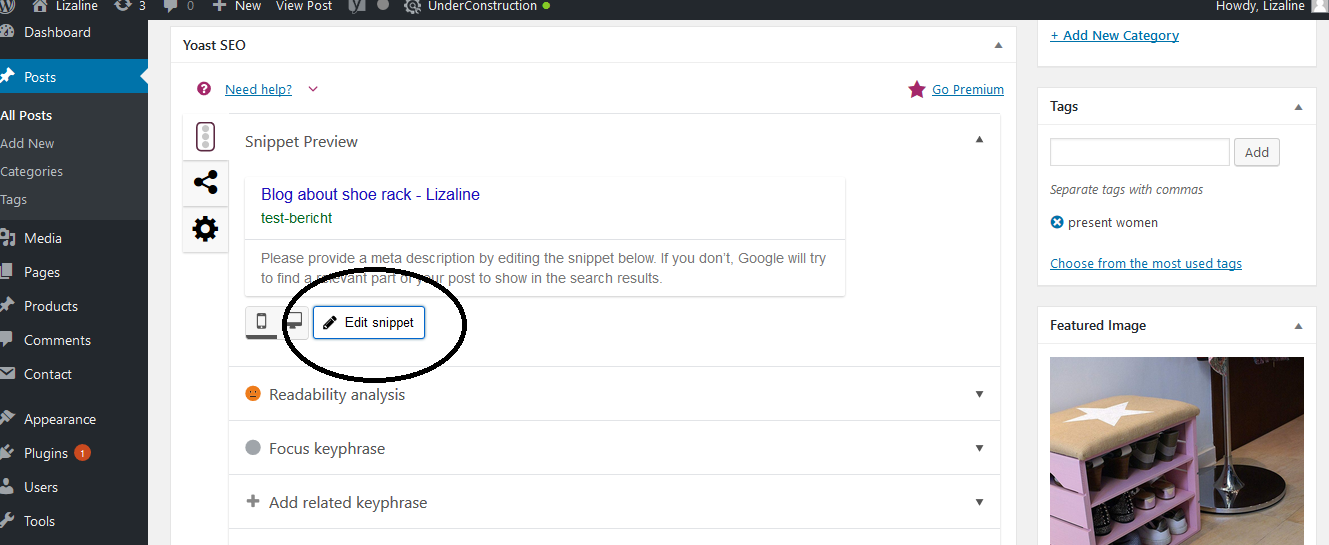 Lizaline 3 0 + New View Post UnderConstruction Howdy, Lizaline
Dashboard
Posts
All Posts
Add New
Categories
Tags
Media
Pages
Products
Comments
Contact
Appearance
Plugins 1
Users
Tools
Yoast SEO
? Need help?
Go Premium
Snippet Preview
Blog about shoe rack - Lizaline
test-bericht
Please provide a meta description by editing the snippet below. If you don’t, Google will try
to find a relevant part of your post to show in the search results.
Edit snippet
Readability analysis
Focus keyphrase
Add related keyphrase
+ Add New Category
Tags
Add
Separate tags with commas
present women
Choose from the most used tags
Featured Image